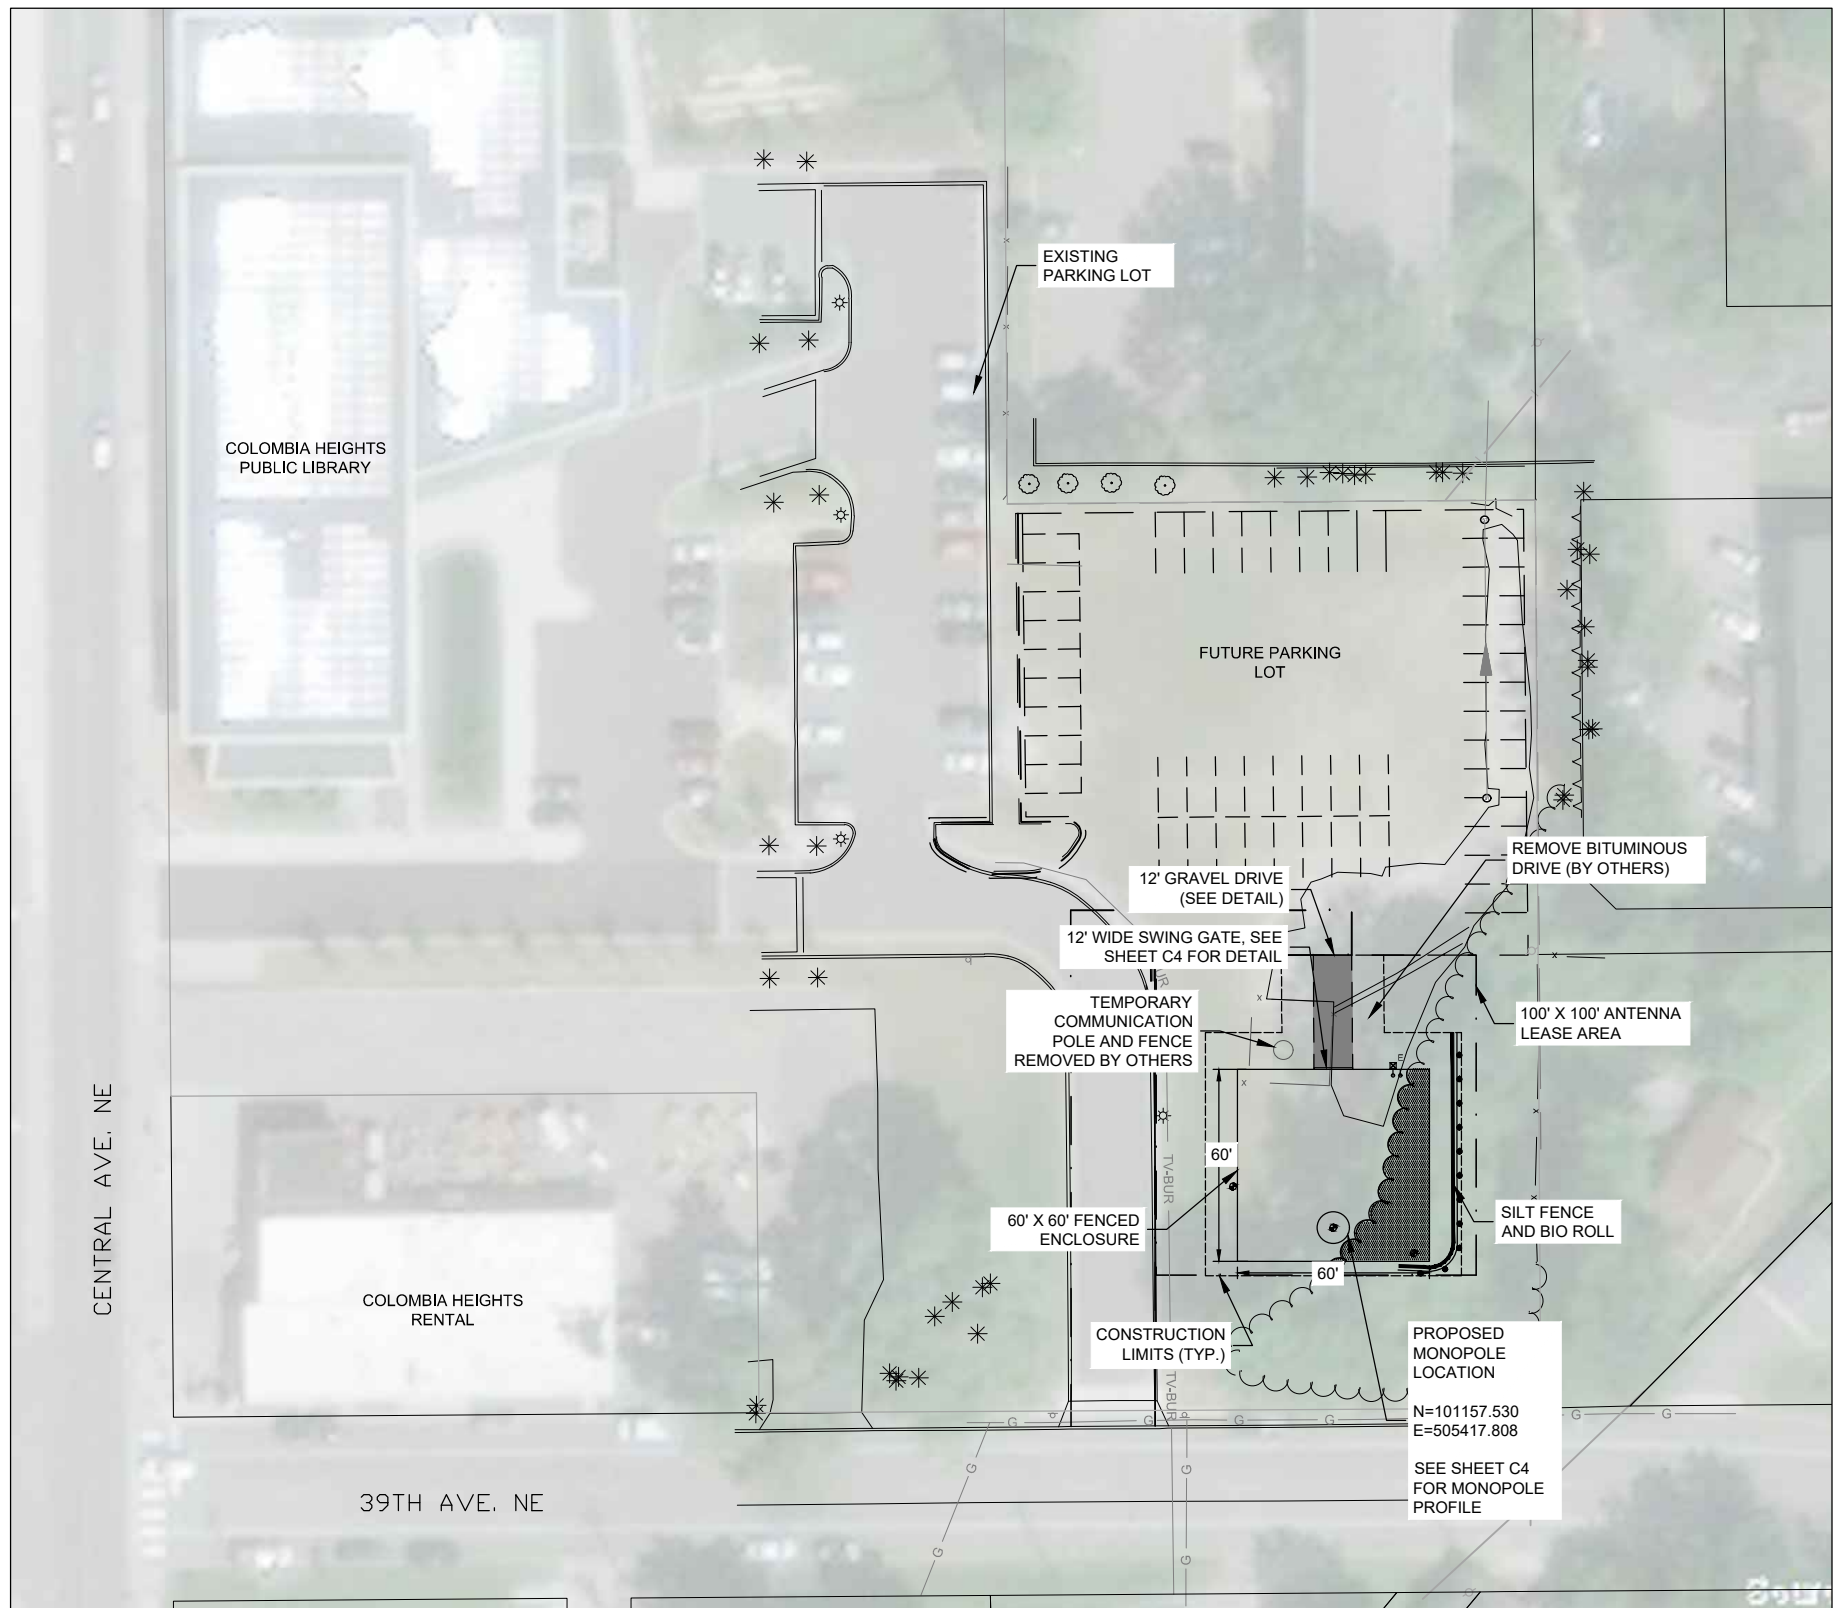 EXISTING
PARKING LOT
COLOMBIA HEIGHTS
PUBLIC LIBRARY
FUTURE PARKING
LOT
REMOVE BITUMINOUS
DRIVE (BY OTHERS)
12' GRAVEL DRIVE
(SEE DETAIL)
12' WIDE SWING GATE, SEE
SHEET C4 FOR DETAIL
TEMPORARY
COMMUNICATION
POLE AND FENCE
REMOVED BY OTHERS
100' X 100' ANTENNA
LEASE AREA
E
60'
TV-BUR
60' X 60' FENCED
ENCLOSURE
SILT FENCE
AND BIO ROLL
60'
CENTRAL AVE. NE
COLOMBIA HEIGHTS
RENTAL
CONSTRUCTION
LIMITS (TYP.)
PROPOSED
MONOPOLE
LOCATION
N=101157.530
E=505417.808
SEE SHEET C4
FOR MONOPOLE
PROFILE
TV-BUR
G
G
G
G
G
G
G
G
G
G
39TH AVE. NE